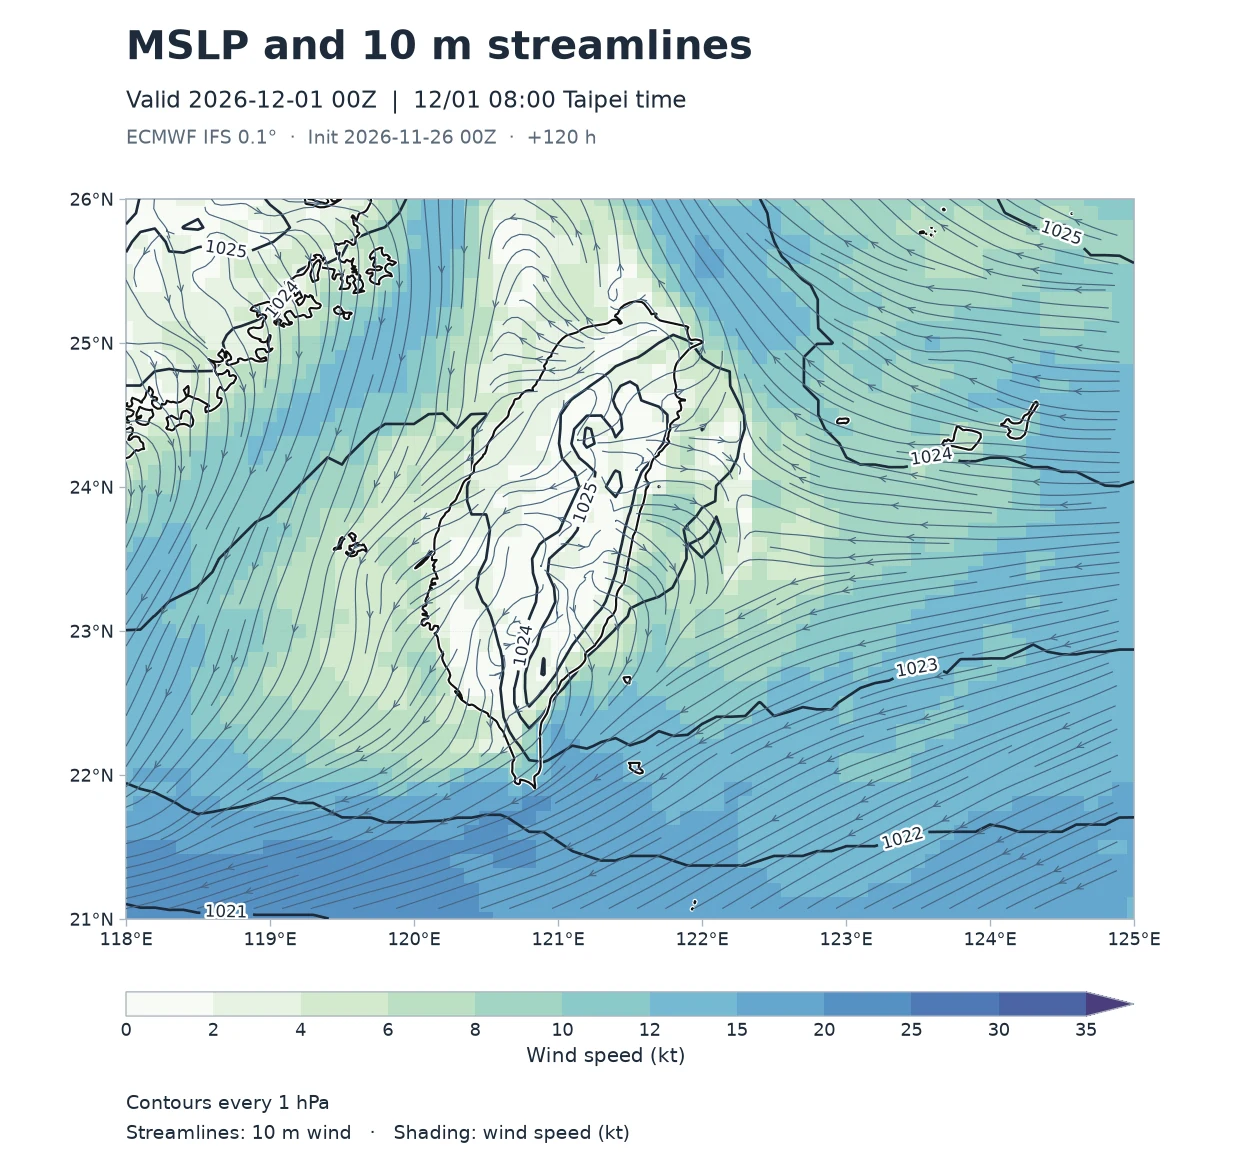 MSLP and 10 m streamlines
Valid 2026-12-01 00Z | 12/01 08:00 Taipei time
ECMWF IFS 0.1° · Init 2026-11-26 00Z · +120 h
26°N
25°N
24°N
23°N
22°N
21°N
1025
1025
1024
1024
1025
1024
1023
1022
1021
118°E 119°E 120°E 121°E 122°E 123°E 124°E 125°E
0 2 4 6 8 10 12 15 20 25 30 35
Wind speed (kt)
Contours every 1 hPa
Streamlines: 10 m wind · Shading: wind speed (kt)